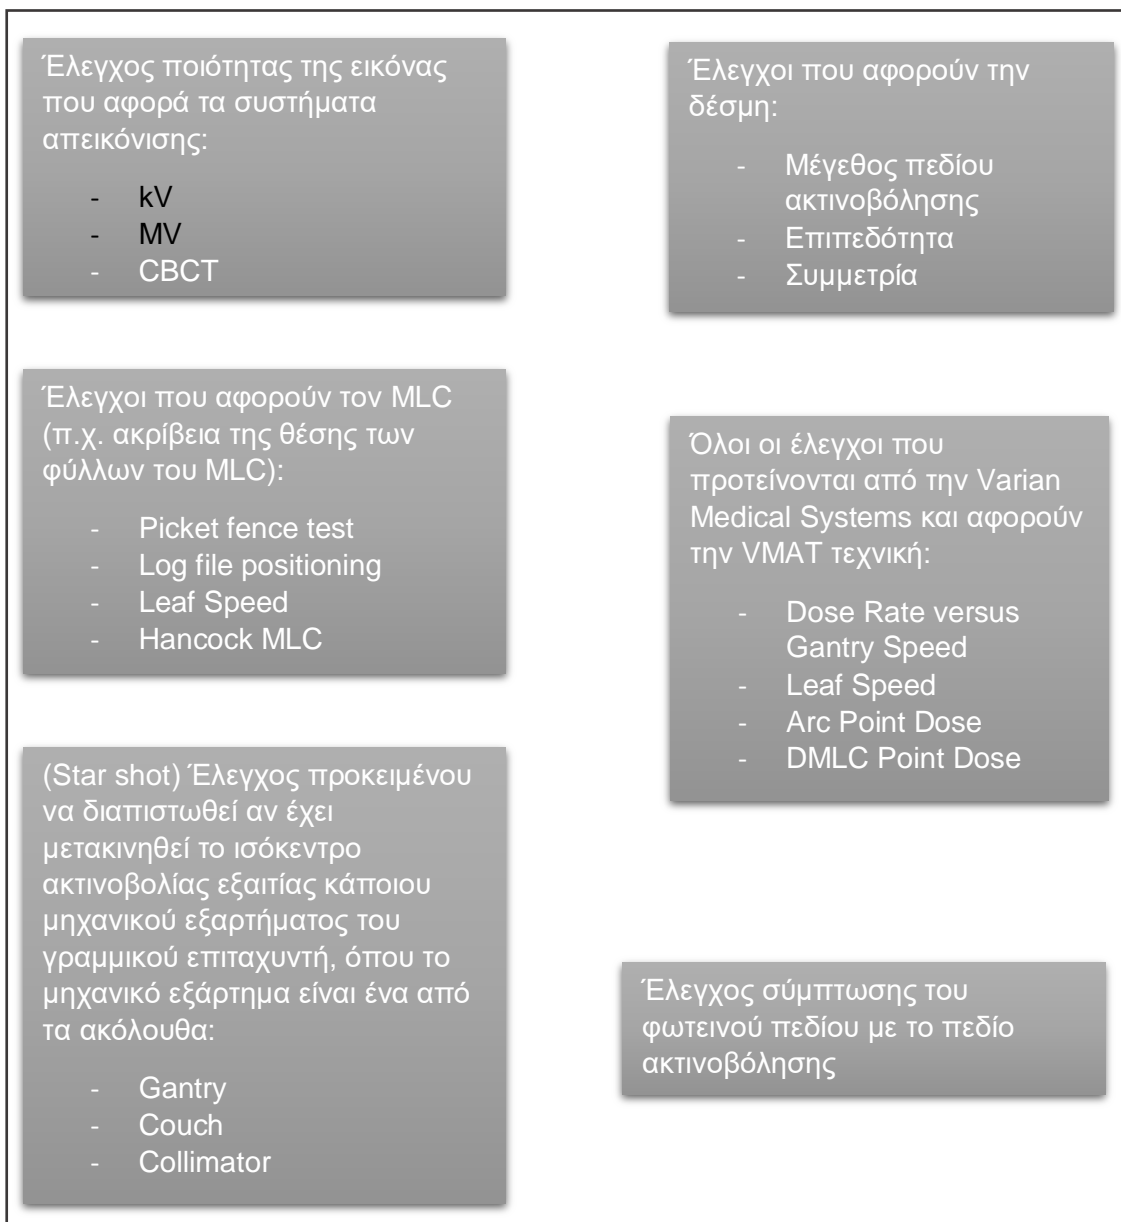 Έλεγχος ποιότητας της εικόνας
που αφορά τα συστήματα
απεικόνισης:
- kV
- MV
- CBCT
Έλεγχοι που αφορούν τον MLC
(π.χ. ακρίβεια της θέσης των
φύλλων του MLC):
- Picket fence test
- Log file positioning
- Leaf Speed
- Hancock MLC
(Star shot) Έλεγχος προκειμένου
να διαπιστωθεί αν έχει
μετακινηθεί το ισόκεντρο
ακτινοβολίας εξαιτίας κάποιου
μηχανικού εξαρτήματος του
γραμμικού επιταχυντή, όπου το
μηχανικό εξάρτημα είναι ένα από
τα ακόλουθα:
- Gantry
- Couch
- Collimator
Έλεγχοι που αφορούν την
δέσμη:
- Μέγεθος πεδίου
ακτινοβόλησης
- Επιπεδότητα
- Συμμετρία
Όλοι οι έλεγχοι που
προτείνονται από την Varian
Medical Systems και αφορούν
την VMAT τεχνική:
- Dose Rate versus
Gantry Speed
- Leaf Speed
- Arc Point Dose
- DMLC Point Dose
Έλεγχος σύμπτωσης του
φωτεινού πεδίου με το πεδίο
ακτινοβόλησης